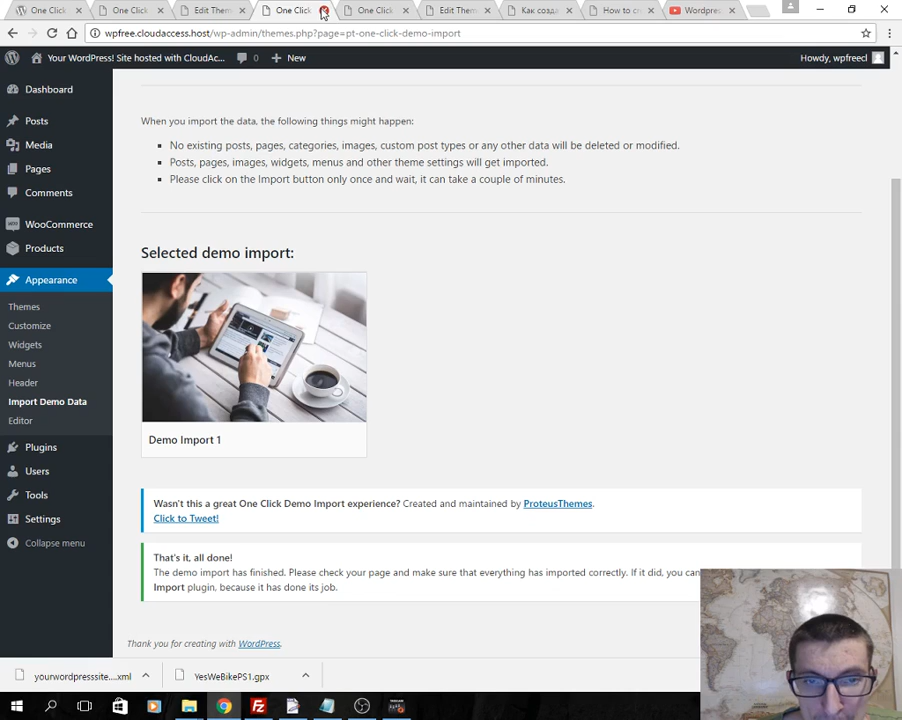 One Click
One Click
Edit Them
One Click
One Click
Edit Them
Как созда
How to cr
Wordpres
wpfree.cloudaccess.host/wp-admin/themes.php?page=pt-one-click-demo-import
Your WordPress! Site hosted with CloudAc...
0
New
Howdy, wpfreecl
Dashboard
Posts
Media
Pages
Comments
WooCommerce
Products
Appearance
Themes
Customize
Widgets
Menus
Header
Import Demo Data
Editor
Plugins
Users
Tools
Settings
Collapse menu
When you import the data, the following things might happen:
No existing posts, pages, categories, images, custom post types or any other data will be deleted or modified.
Posts, pages, images, widgets, menus and other theme settings will get imported.
Please click on the Import button only once and wait, it can take a couple of minutes.
Selected demo import:
Demo Import 1
Wasn't this a great One Click Demo Import experience? Created and maintained by ProteusThemes.
Click to Tweet!
That's it, all done!
The demo import has finished. Please check your page and make sure that everything has imported correctly. If it did, you can
Import plugin, because it has done its job.
Thank you for creating with WordPress.
yourwordpresssite....xml
YesWeBikePS1.gpx